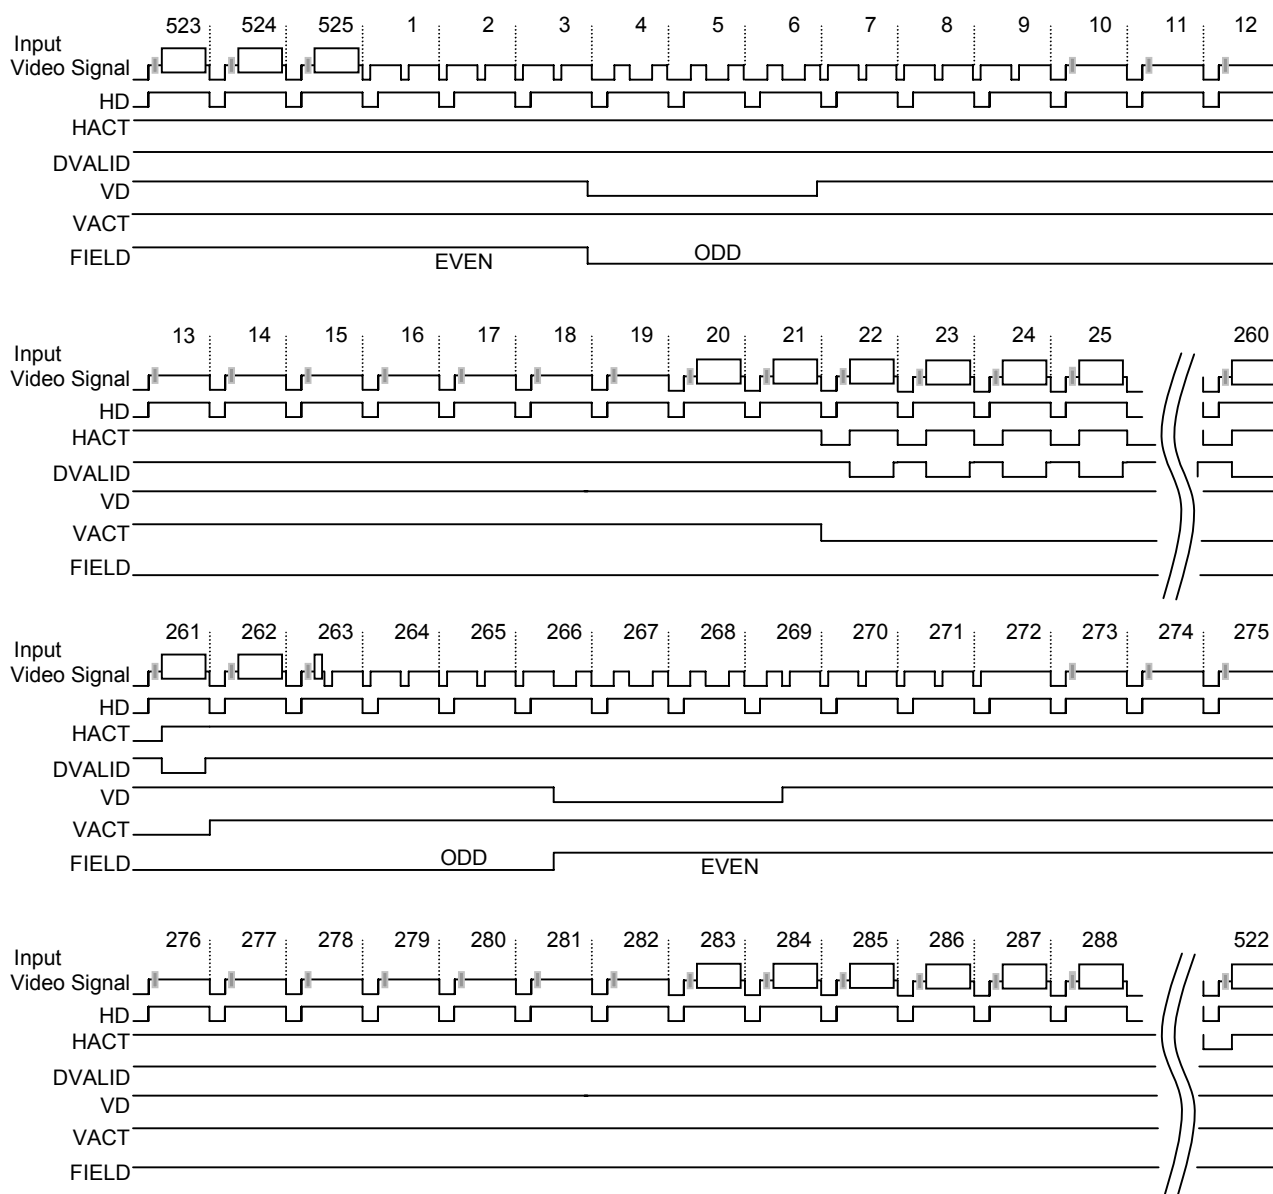 523 524 525 1 2 3 4 5 6 7 8 9 10 11 12
Input
Video Signal
HD
HACT
DVALID
VD
VACT
FIELD
EVEN ODD
13 14 15 16 17 18 19 20 21 22 23 24 25 260
Input
Video Signal
HD
HACT
DVALID
VD
VACT
FIELD
261 262 263 264 265 266 267 268 269 270 271 272 273 274 275
Input
Video Signal
HD
HACT
DVALID
VD
VACT
FIELD
ODD EVEN
276 277 278 279 280 281 282 283 284 285 286 287 288 522
Input
Video Signal
HD
HACT
DVALID
VD
VACT
FIELD